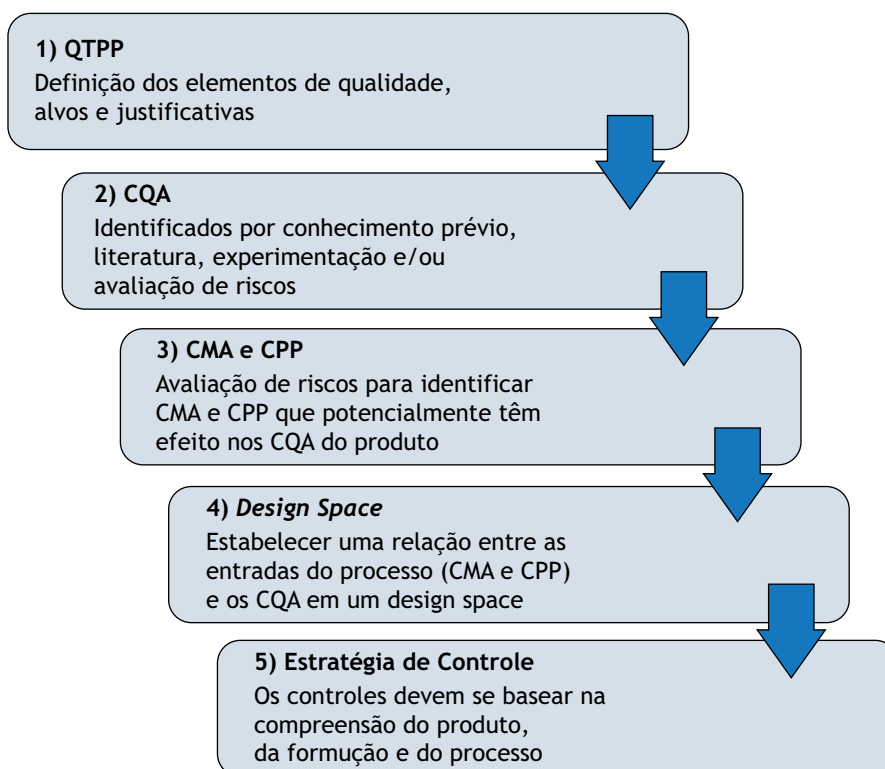 1) QTPP
Definição dos elementos de qualidade,
alvos e justificativas
2) CQA
Identificados por conhecimento prévio,
literatura, experimentação e/ou
avaliação de riscos
3) CMA e CPP
Avaliação de riscos para identificar
CMA e CPP que potencialmente têm
efeito nos CQA do produto
4) Design Space
Estabelecer uma relação entre as
entradas do processo (CMA e CPP)
e os CQA em um design space
5) Estratégia de Controle
Os controles devem se basear na
compreensão do produto,
da formução e do processo